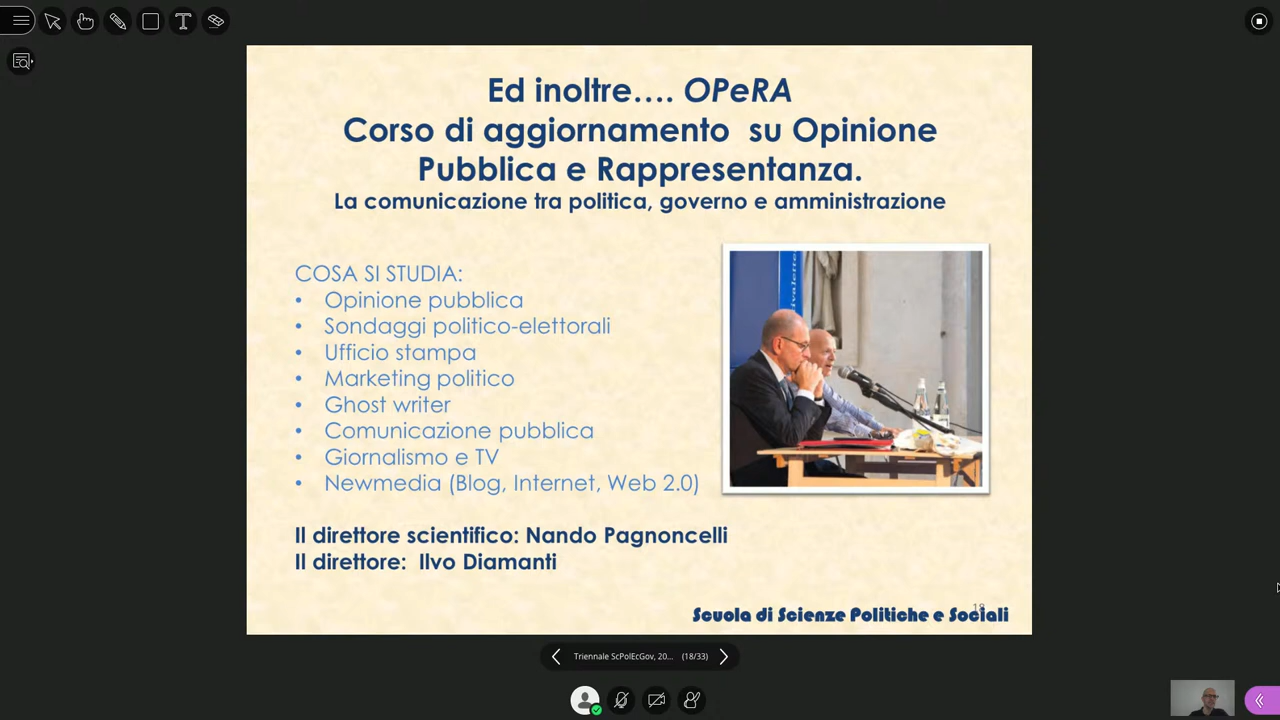 Ed inoltre…. OPeRA
Corso di aggiornamento su Opinione
Pubblica e Rappresentanza.
La comunicazione tra politica, governo e amministrazione
COSA SI STUDIA:
• Opinione pubblica
• Sondaggi politico-elettorali
• Ufficio stampa
• Marketing politico
• Ghost writer
• Comunicazione pubblica
• Giornalismo e TV
• Newmedia (Blog, Internet, Web 2.0)
Il direttore scientifico: Nando Pagnoncelli
Il direttore: Ilvo Diamanti
18
Scuola di Scienze Politiche e Sociali
Triennale ScPolEcGov, 20... (18/33)